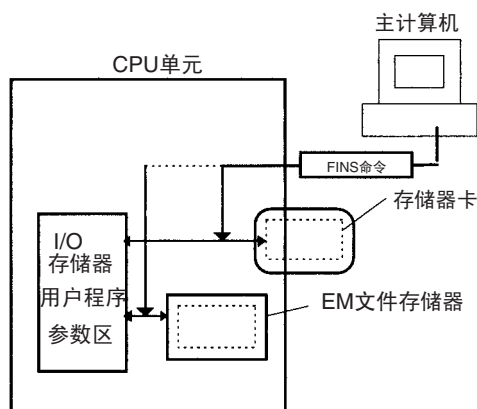 主计算机
CPU单元
FINS命令
存储器卡
I/O
存储器
用户程序
EM文件存储器
参数区